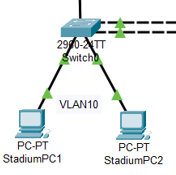 2960-24TT
Switch0
VLAN10
PC-PT
StadiumPC1
PC-PT
StadiumPC2